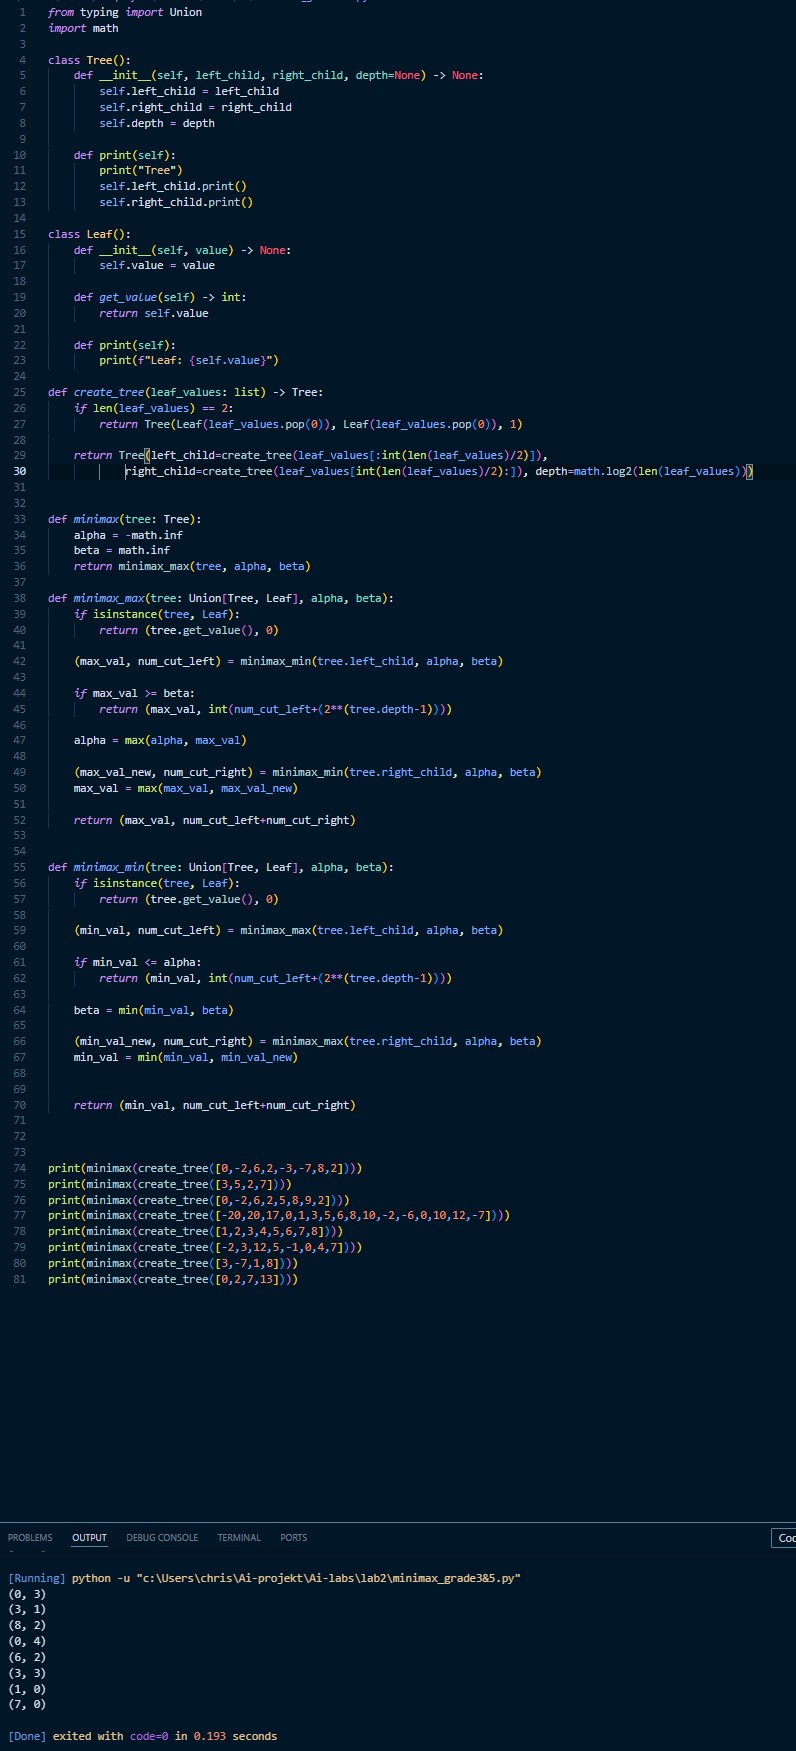 1 from typing import Union
2 import math
3
4 class Tree():
5     def __init__(self, left_child, right_child, depth=None) -> None:
6         self.left_child = left_child
7         self.right_child = right_child
8         self.depth = depth
9
10     def print(self):
11         print("Tree")
12         self.left_child.print()
13         self.right_child.print()
14
15 class Leaf():
16     def __init__(self, value) -> None:
17         self.value = value
18
19     def get_value(self) -> int:
20         return self.value
21
22     def print(self):
23         print(f"Leaf: {self.value}")
24
25 def create_tree(leaf_values: list) -> Tree:
26     if len(leaf_values) == 2:
27         return Tree(Leaf(leaf_values.pop(0)), Leaf(leaf_values.pop(0)), 1)
28
29     return Tree(left_child=create_tree(leaf_values[:int(len(leaf_values)/2)]),
30             right_child=create_tree(leaf_values[int(len(leaf_values)/2):]), depth=math.log2(len(leaf_values)))
31
32
33 def minimax(tree: Tree):
34     alpha = -math.inf
35     beta = math.inf
36     return minimax_max(tree, alpha, beta)
37
38 def minimax_max(tree: Union[Tree, Leaf], alpha, beta):
39     if isinstance(tree, Leaf):
40         return (tree.get_value(), 0)
41
42     (max_val, num_cut_left) = minimax_min(tree.left_child, alpha, beta)
43
44     if max_val >= beta:
45         return (max_val, int(num_cut_left+(2**(tree.depth-1))))
46
47     alpha = max(alpha, max_val)
48
49     (max_val_new, num_cut_right) = minimax_min(tree.right_child, alpha, beta)
50     max_val = max(max_val, max_val_new)
51
52     return (max_val, num_cut_left+num_cut_right)
53
54
55 def minimax_min(tree: Union[Tree, Leaf], alpha, beta):
56     if isinstance(tree, Leaf):
57         return (tree.get_value(), 0)
58
59     (min_val, num_cut_left) = minimax_max(tree.left_child, alpha, beta)
60
61     if min_val <= alpha:
62         return (min_val, int(num_cut_left+(2**(tree.depth-1))))
63
64     beta = min(min_val, beta)
65
66     (min_val_new, num_cut_right) = minimax_max(tree.right_child, alpha, beta)
67     min_val = min(min_val, min_val_new)
68
69
70     return (min_val, num_cut_left+num_cut_right)
71
72
73
74 print(minimax(create_tree([0,-2,6,2,-3,-7,8,2])))
75 print(minimax(create_tree([3,5,2,7])))
76 print(minimax(create_tree([0,-2,6,2,5,8,9,2])))
77 print(minimax(create_tree([-20,20,17,0,1,3,5,6,8,10,-2,-6,0,10,12,-7])))
78 print(minimax(create_tree([1,2,3,4,5,6,7,8])))
79 print(minimax(create_tree([-2,3,12,5,-1,0,4,7])))
80 print(minimax(create_tree([3,-7,1,8])))
81 print(minimax(create_tree([0,2,7,13])))
PROBLEMS OUTPUT DEBUG CONSOLE TERMINAL PORTS
[Running] python -u "c:\Users\chris\Ai-projekt\Ai-labs\lab2\minimax_grade3&5.py"
(0, 3)
(3, 1)
(8, 2)
(0, 4)
(6, 2)
(3, 3)
(1, 0)
(7, 0)
[Done] exited with code=0 in 0.193 seconds